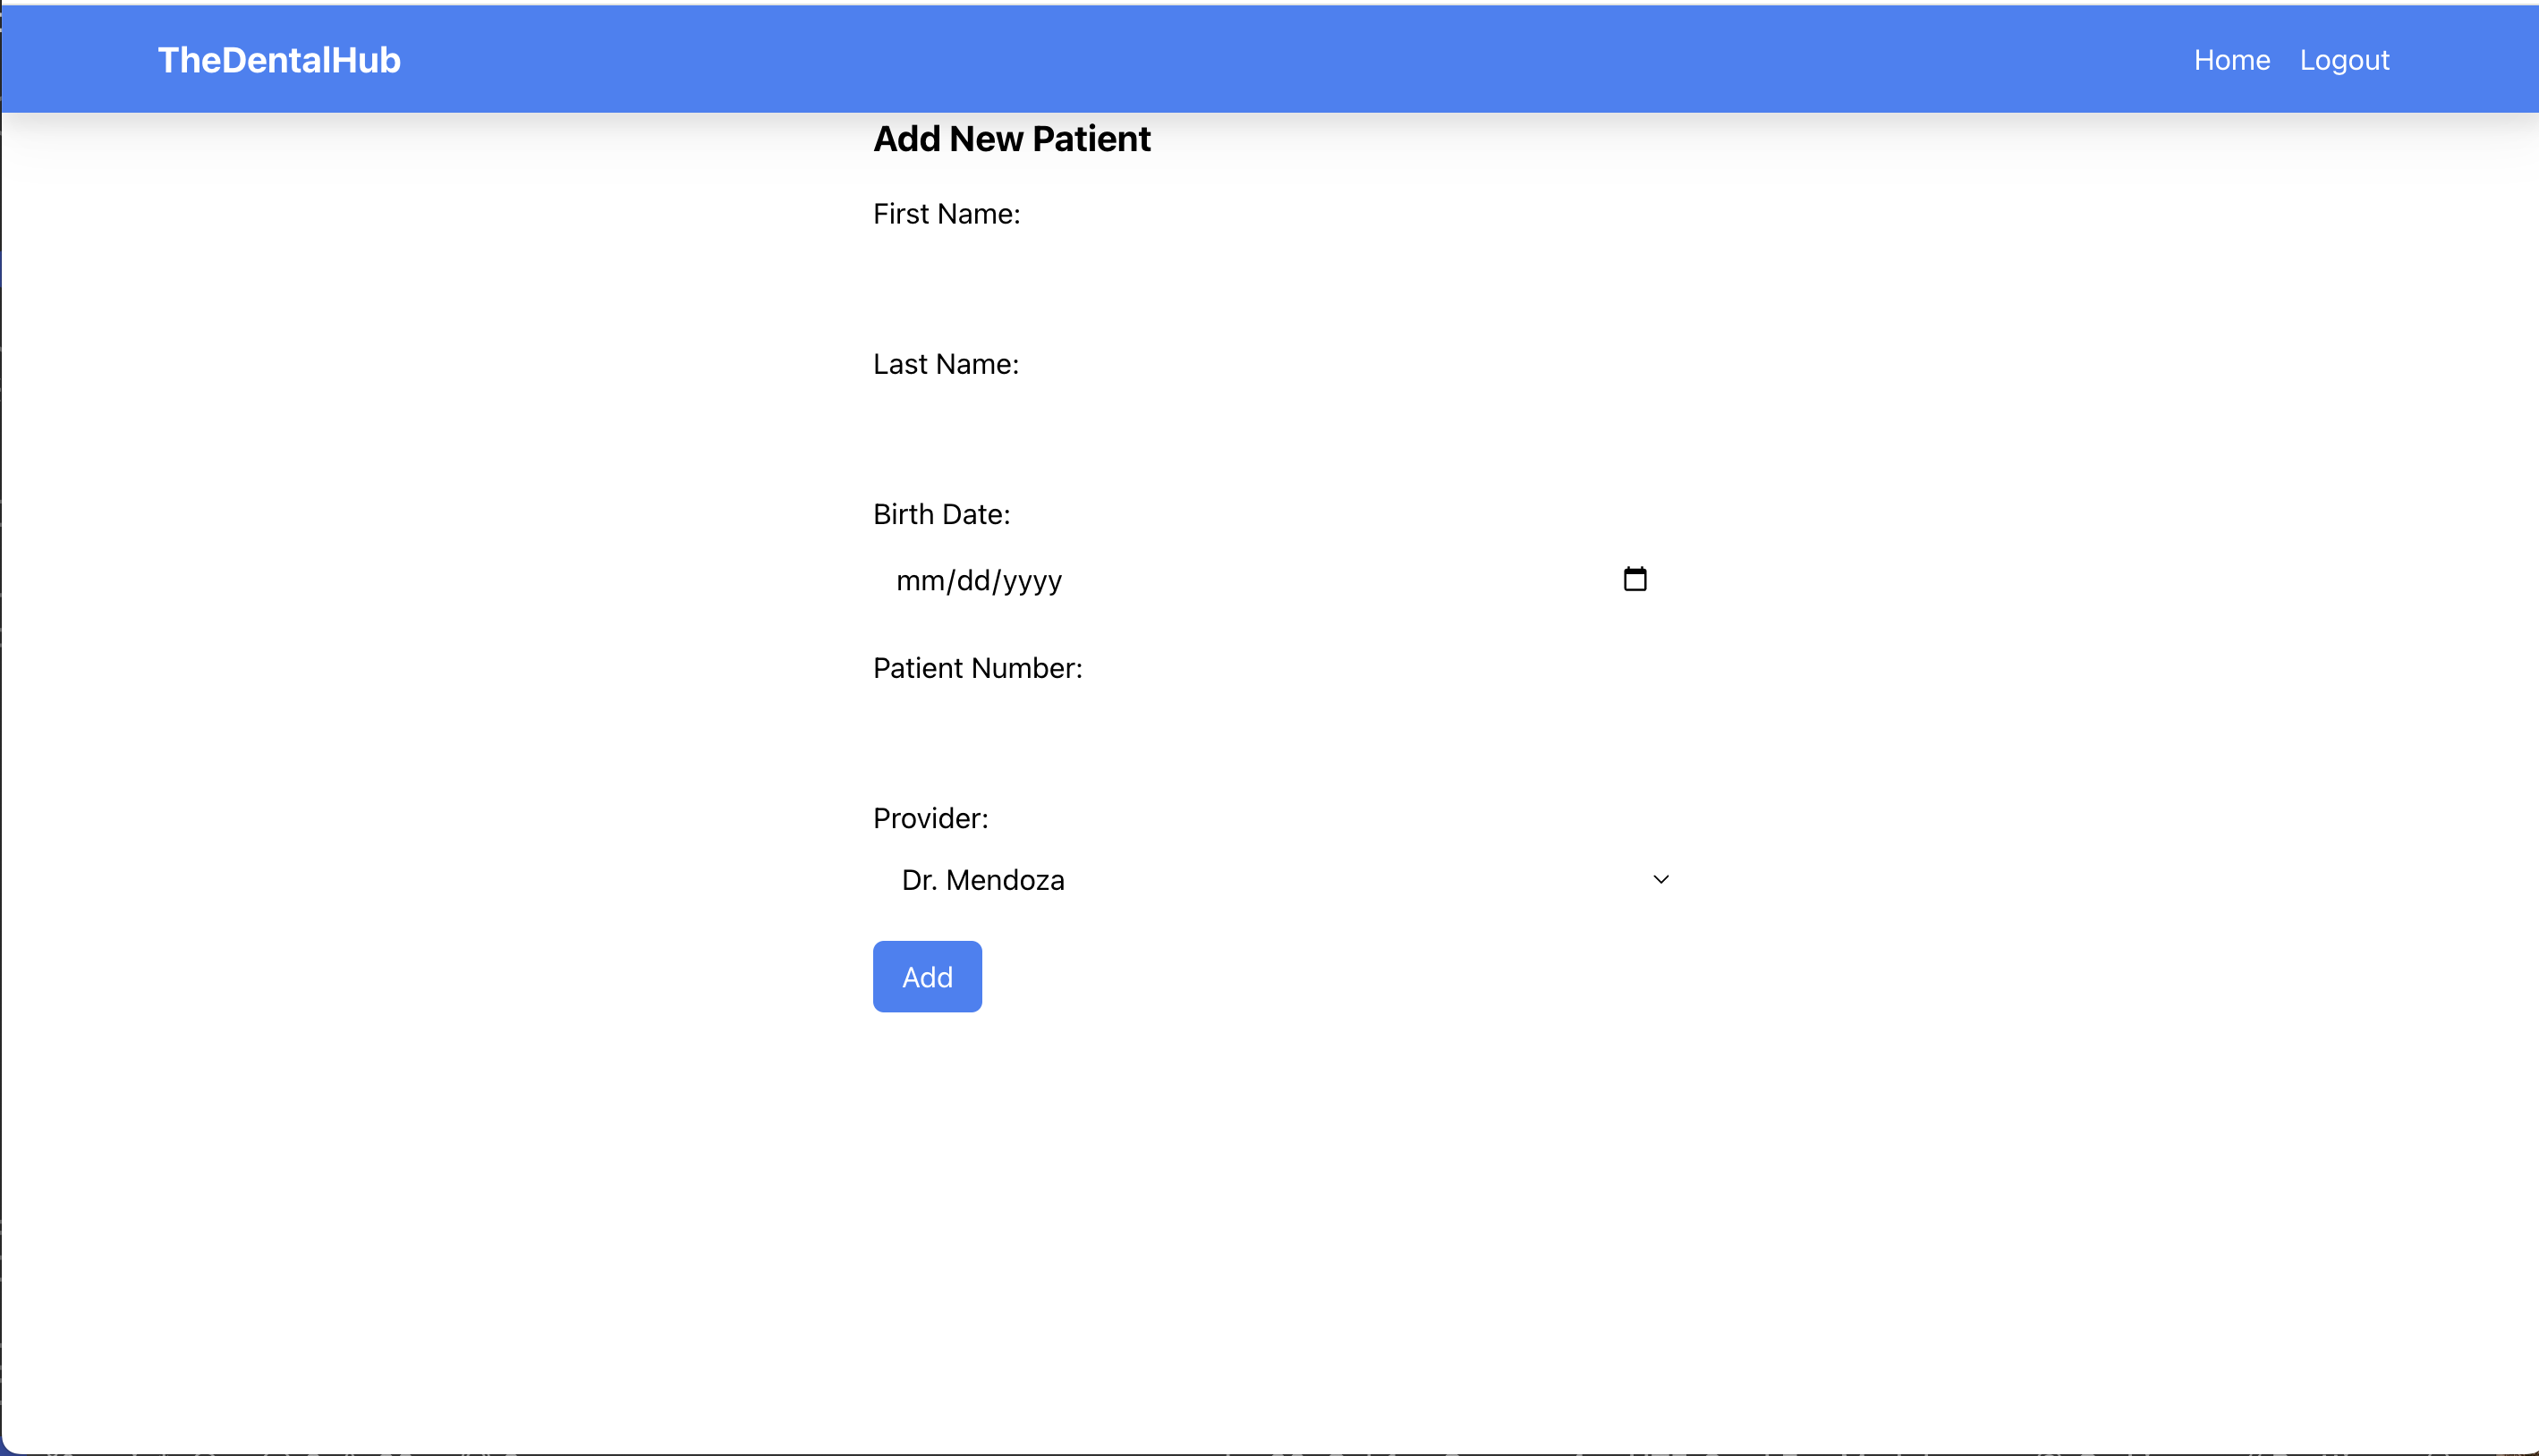 TheDentalHub
Home Logout
Add New Patient
First Name:
Last Name:
Birth Date:
mm/dd/yyyy
Patient Number:
Provider:
Dr. Mendoza
Add